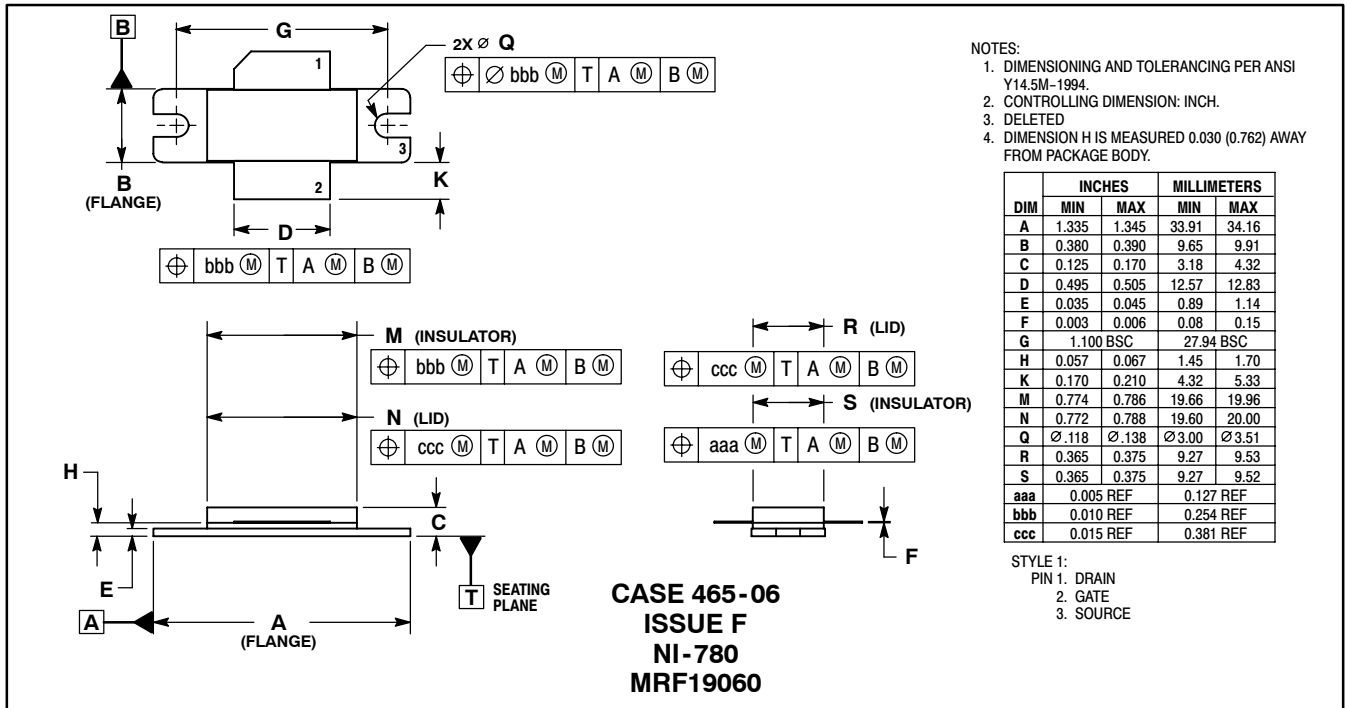 B
G
2X ⌀ Q
⌖ ⌀ bbb Ⓜ T A Ⓜ B Ⓜ
1
3
2
B
(FLANGE)
K
D
⌖ bbb Ⓜ T A Ⓜ B Ⓜ
M (INSULATOR)
⌖ bbb Ⓜ T A Ⓜ B Ⓜ
N (LID)
⌖ ccc Ⓜ T A Ⓜ B Ⓜ
R (LID)
⌖ ccc Ⓜ T A Ⓜ B Ⓜ
S (INSULATOR)
⌖ aaa Ⓜ T A Ⓜ B Ⓜ
H
C
E
F
T SEATING
PLANE
A
A
(FLANGE)
CASE 465-06
ISSUE F
NI-780
MRF19060
NOTES:
1. DIMENSIONING AND TOLERANCING PER ANSI
Y14.5M-1994.
2. CONTROLLING DIMENSION: INCH.
3. DELETED
4. DIMENSION H IS MEASURED 0.030 (0.762) AWAY
FROM PACKAGE BODY.
INCHES MILLIMETERS
DIM MIN MAX MIN MAX
A 1.335 1.345 33.91 34.16
B 0.380 0.390 9.65 9.91
C 0.125 0.170 3.18 4.32
D 0.495 0.505 12.57 12.83
E 0.035 0.045 0.89 1.14
F 0.003 0.006 0.08 0.15
G 1.100 BSC 27.94 BSC
H 0.057 0.067 1.45 1.70
K 0.170 0.210 4.32 5.33
M 0.774 0.786 19.66 19.96
N 0.772 0.788 19.60 20.00
Q ⌀.118 ⌀.138 ⌀3.00 ⌀3.51
R 0.365 0.375 9.27 9.53
S 0.365 0.375 9.27 9.52
aaa 0.005 REF 0.127 REF
bbb 0.010 REF 0.254 REF
ccc 0.015 REF 0.381 REF
STYLE 1:
PIN 1. DRAIN
2. GATE
3. SOURCE